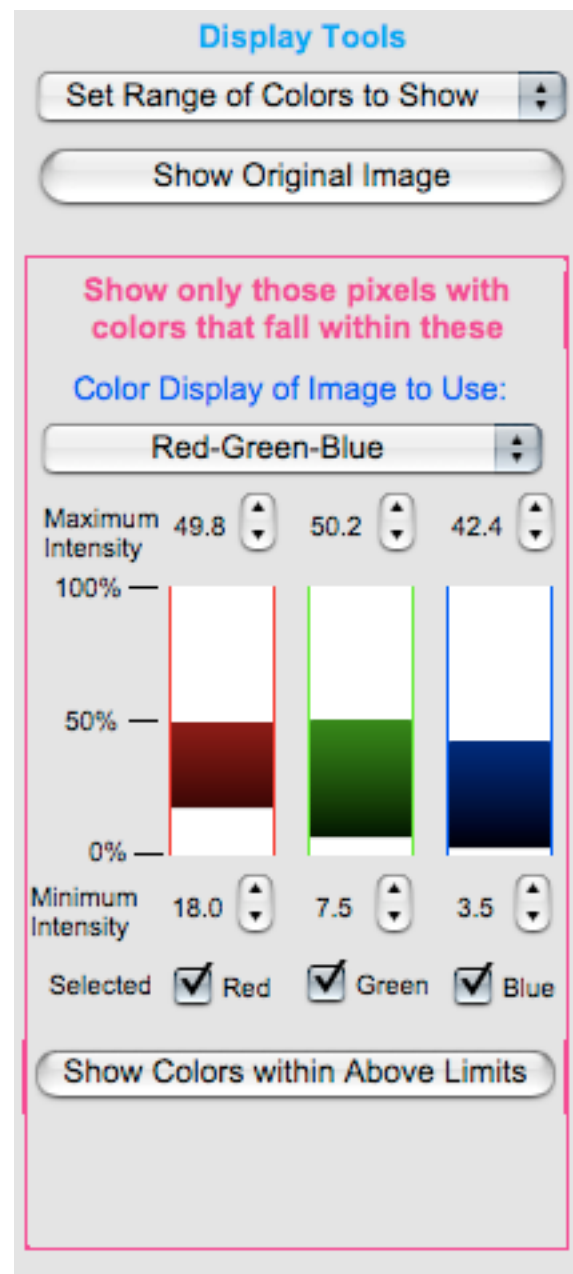 Display Tools
Set Range of Colors to Show
Show Original Image
Show only those pixels with
colors that fall within these
Color Display of Image to Use:
Red-Green-Blue
Maximum
Intensity
49.8 50.2 42.4
100%
50%
0%
Minimum
Intensity
18.0 7.5 3.5
Selected Red Green Blue
Show Colors within Above Limits